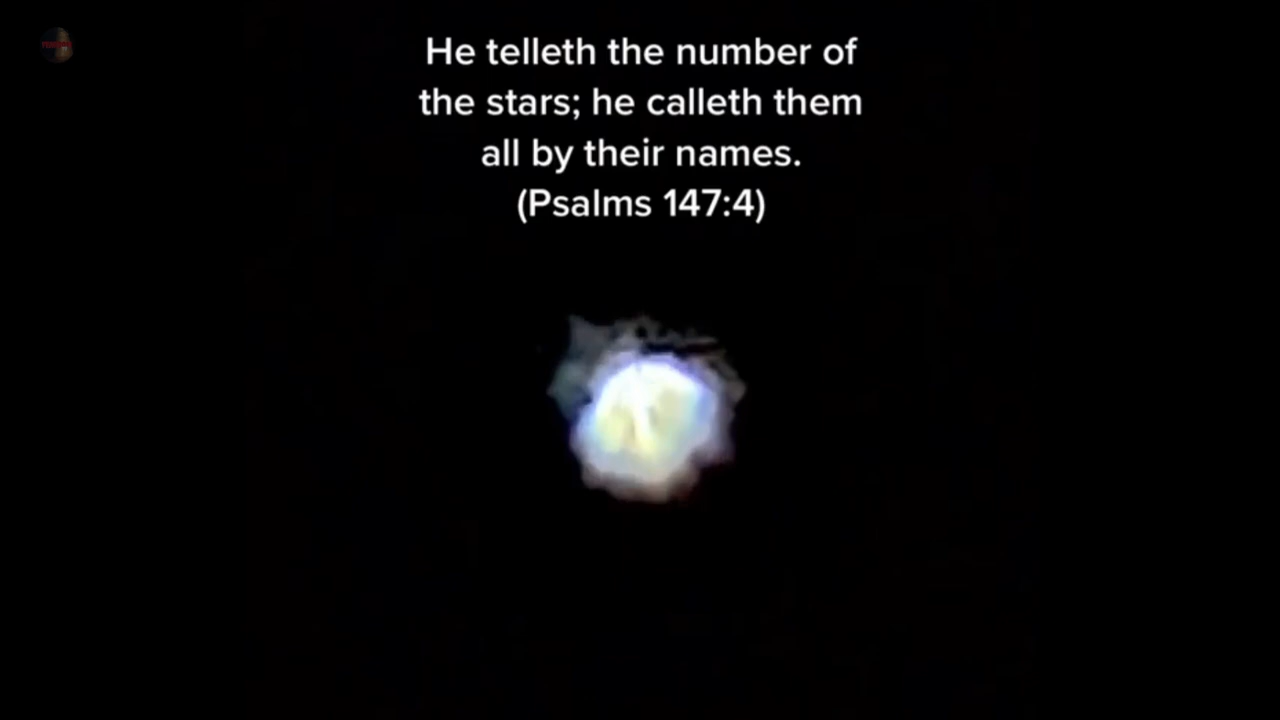 He telleth the number of
the stars; he calleth them
all by their names.
(Psalms 147:4)